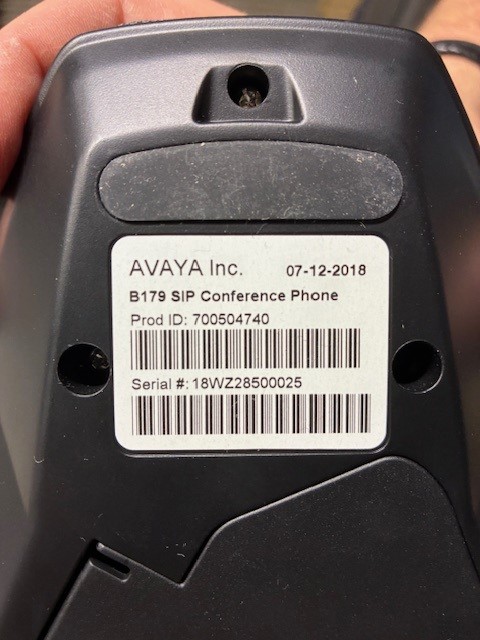 AVAYA Inc. 07-12-2018
B179 SIP Conference Phone
Prod ID: 700504740
Serial #: 18WZ28500025